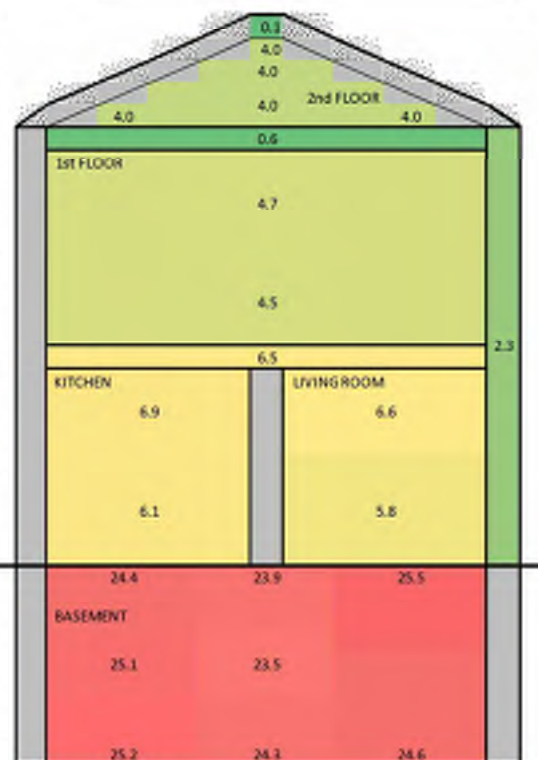 0.1
4.0
4.0
2nd FLOOR
4.0
4.0 4.0
0.6
1st FLOOR
4.7
4.5
2.3
6.5
KITCHEN LIVING ROOM
6.9 6.6
6.1 5.8
24.4 23.9 25.5
BASEMENT
25.1 23.5
25.2 24.3 24.6